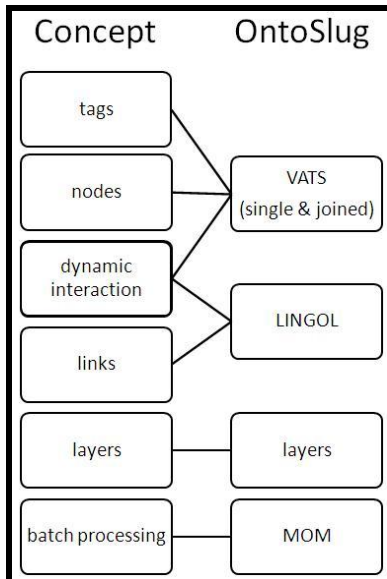 Concept
OntoSlug
tags
nodes
dynamic
interaction
links
layers
batch processing
VATS
(single & joined)
LINGOL
layers
MOM